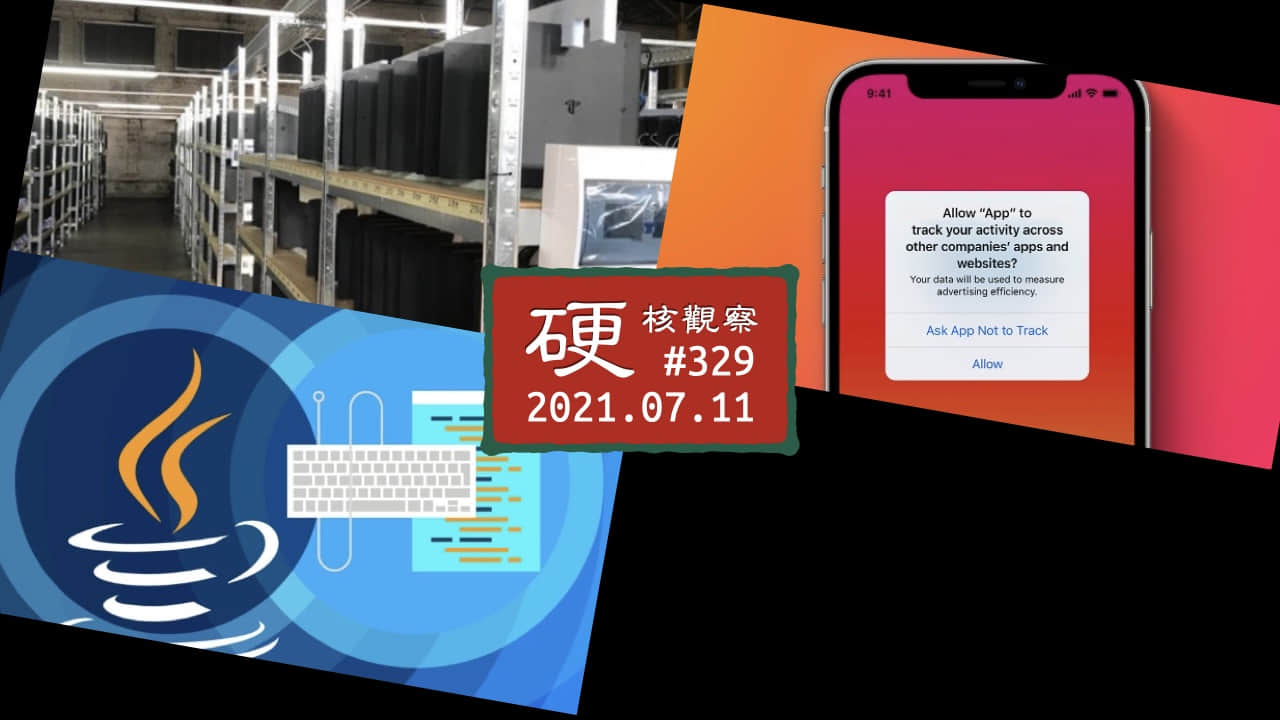 硬
核觀察
#329
2021.07.11
9:41
Allow “App” to
track your activity across
other companies’ apps and
websites?
Your data will be used to measure
advertising efficiency.
Ask App Not to Track
Allow